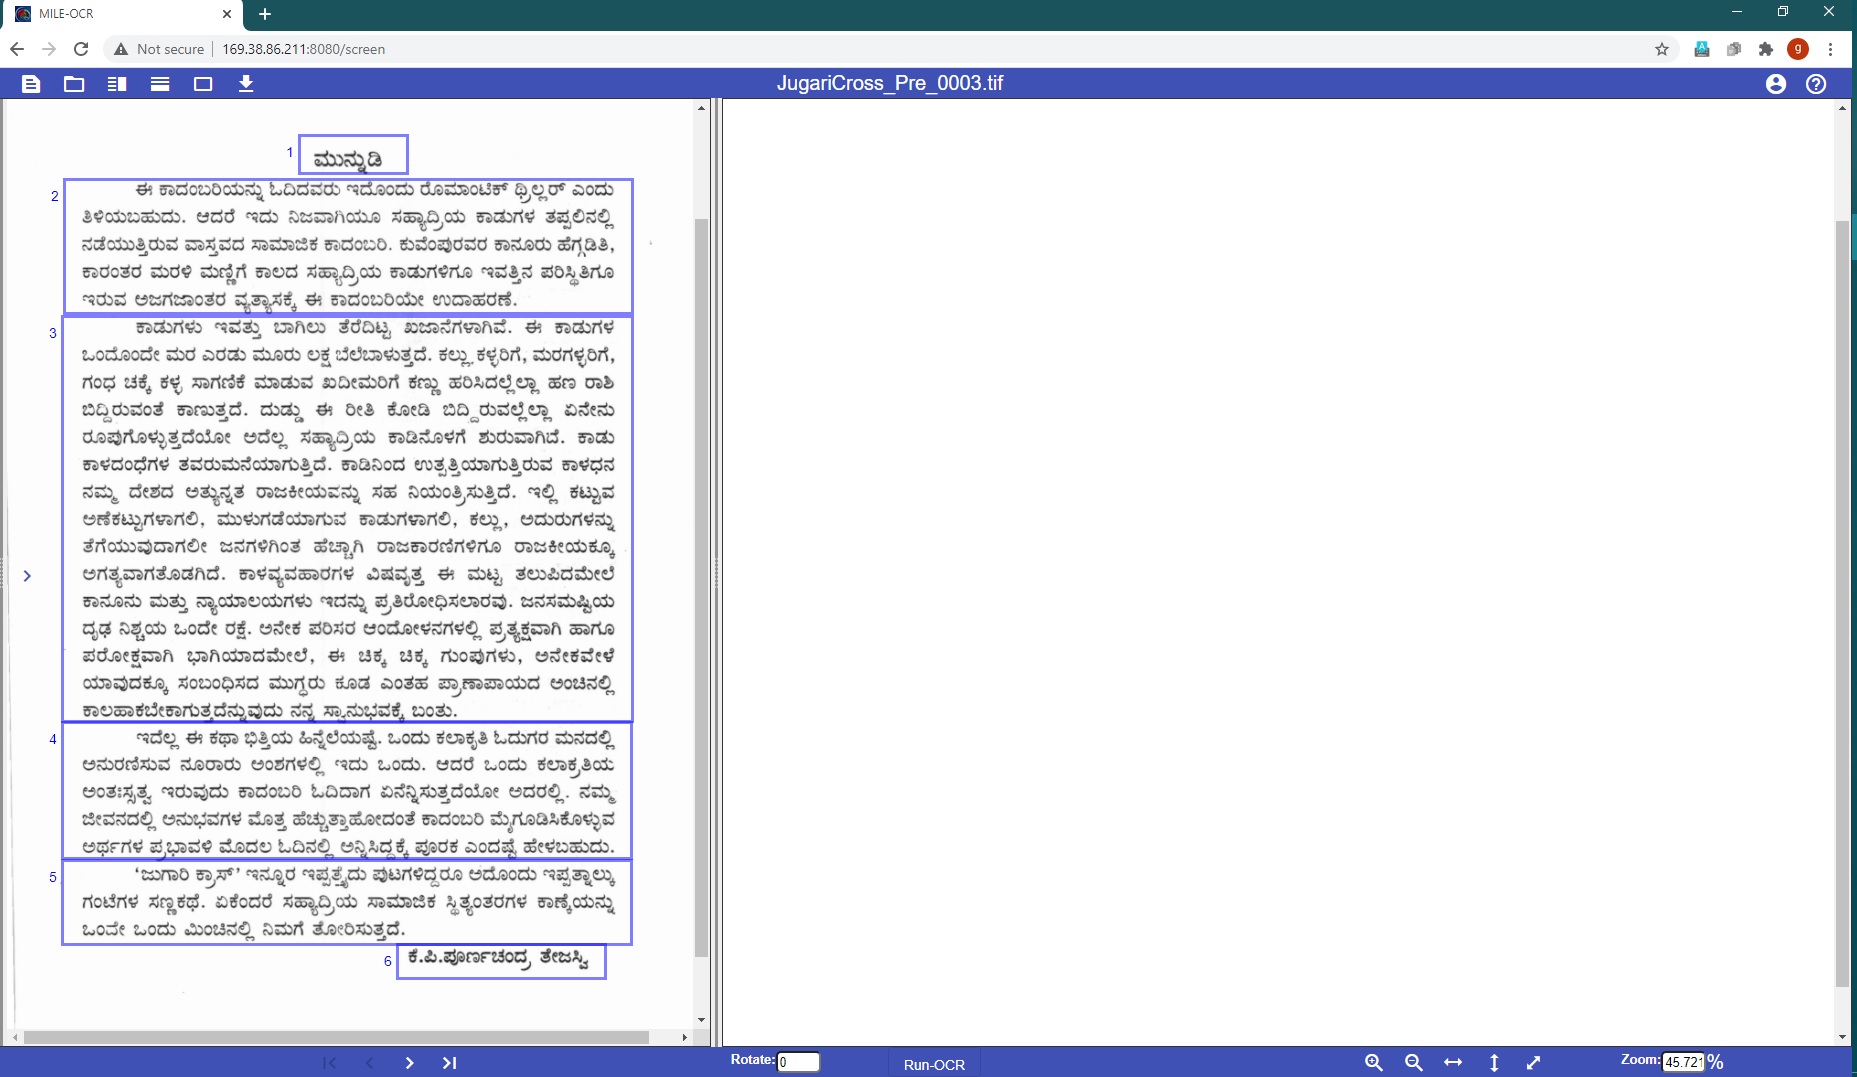 MILE-OCR
Not secure
169.38.86.211:8080/screen
g
JugariCross_Pre_0003.tif
1
ಮುನ್ನುಡಿ
2
ಈ ಕಾದಂಬರಿಯನ್ನು ಓದಿದವರು ಇದೊಂದು ರೊಮಾಂಟಿಕ್ ಥ್ರಿಲ್ಲರ್ ಎಂದು
ತಿಳಿಯಬಹುದು. ಆದರೆ ಇದು ನಿಜವಾಗಿಯೂ ಸಹ್ಯಾದ್ರಿಯ ಕಾಡುಗಳ ತಪ್ಪಲಿನಲ್ಲಿ
ನಡೆಯುತ್ತಿರುವ ವಾಸ್ತವದ ಸಾಮಾಜಿಕ ಕಾದಂಬರಿ. ಕುವೆಂಪುರವರ ಕಾನೂರು ಹೆಗ್ಗಡಿತಿ,
ಕಾರಂತರ ಮರಳಿ ಮಣ್ಣಿಗೆ ಕಾಲದ ಸಹ್ಯಾದ್ರಿಯ ಕಾಡುಗಳಿಗೂ ಇವತ್ತಿನ ಪರಿಸ್ಥಿತಿಗೂ
ಇರುವ ಅಜಗಜಾಂತರ ವ್ಯತ್ಯಾಸಕ್ಕೆ ಈ ಕಾದಂಬರಿಯೇ ಉದಾಹರಣೆ.
3
ಕಾಡುಗಳು ಇವತ್ತು ಬಾಗಿಲು ತೆರೆದಿಟ್ಟ ಖಜಾನೆಗಳಾಗಿವೆ. ಈ ಕಾಡುಗಳ
ಒಂದೊಂದೇ ಮರ ಎರಡು ಮೂರು ಲಕ್ಷ ಬೆಲೆಬಾಳುತ್ತದೆ. ಕಲ್ಲು ಕಳ್ಳರಿಗೆ, ಮರಗಳ್ಳರಿಗೆ,
ಗಂಧ ಚಕ್ಕೆ ಕಳ್ಳ ಸಾಗಣಿಕೆ ಮಾಡುವ ಖದೀಮರಿಗೆ ಕಣ್ಣು ಹರಿಸಿದಲ್ಲೆಲ್ಲಾ ಹಣ ರಾಶಿ
ಬಿದ್ದಿರುವಂತೆ ಕಾಣುತ್ತದೆ. ದುಡ್ಡು ಈ ರೀತಿ ಕೋಡಿ ಬಿದ್ದಿರುವಲ್ಲೆಲ್ಲಾ ಏನೇನು
ರೂಪುಗೊಳ್ಳುತ್ತದೆಯೋ ಅದೆಲ್ಲ ಸಹ್ಯಾದ್ರಿಯ ಕಾಡಿನೊಳಗೆ ಶುರುವಾಗಿದೆ. ಕಾಡು
ಕಾಳದಂಧೆಗಳ ತವರುಮನೆಯಾಗುತ್ತಿದೆ. ಕಾಡಿನಿಂದ ಉತ್ಪತ್ತಿಯಾಗುತ್ತಿರುವ ಕಾಳಧನ
ನಮ್ಮ ದೇಶದ ಅತ್ಯುನ್ನತ ರಾಜಕೀಯವನ್ನು ಸಹ ನಿಯಂತ್ರಿಸುತ್ತಿದೆ. ಇಲ್ಲಿ ಕಟ್ಟುವ
ಅಣೆಕಟ್ಟುಗಳಾಗಲಿ, ಮುಳುಗಡೆಯಾಗುವ ಕಾಡುಗಳಾಗಲಿ, ಕಲ್ಲು, ಅದುರುಗಳನ್ನು
ತೆಗೆಯುವುದಾಗಲೀ ಜನಗಳಿಗಿಂತ ಹೆಚ್ಚಾಗಿ ರಾಜಕಾರಣಿಗಳಿಗೂ ರಾಜಕೀಯಕ್ಕೂ
ಅಗತ್ಯವಾಗತೊಡಗಿದೆ. ಕಾಳವ್ಯವಹಾರಗಳ ವಿಷವೃತ್ತ ಈ ಮಟ್ಟ ತಲುಪಿದಮೇಲೆ
ಕಾನೂನು ಮತ್ತು ನ್ಯಾಯಾಲಯಗಳು ಇದನ್ನು ಪ್ರತಿರೋಧಿಸಲಾರವು. ಜನಸಮಷ್ಟಿಯ
ದೃಢ ನಿಶ್ಚಯ ಒಂದೇ ರಕ್ಷೆ. ಅನೇಕ ಪರಿಸರ ಆಂದೋಳನಗಳಲ್ಲಿ ಪ್ರತ್ಯಕ್ಷವಾಗಿ ಹಾಗೂ
ಪರೋಕ್ಷವಾಗಿ ಭಾಗಿಯಾದಮೇಲೆ, ಈ ಚಿಕ್ಕ ಚಿಕ್ಕ ಗುಂಪುಗಳು, ಅನೇಕವೇಳೆ
ಯಾವುದಕ್ಕೂ ಸಂಬಂಧಿಸದ ಮುಗ್ಧರು ಕೂಡ ಎಂತಹ ಪ್ರಾಣಾಪಾಯದ ಅಂಚಿನಲ್ಲಿ
ಕಾಲಹಾಕಬೇಕಾಗುತ್ತದೆನ್ನುವುದು ನನ್ನ ಸ್ವಾನುಭವಕ್ಕೆ ಬಂತು.
4
ಇದೆಲ್ಲ ಈ ಕಥಾ ಭಿತ್ತಿಯ ಹಿನ್ನೆಲೆಯಷ್ಟೆ. ಒಂದು ಕಲಾಕೃತಿ ಓದುಗರ ಮನದಲ್ಲಿ
ಅನುರಣಿಸುವ ನೂರಾರು ಅಂಶಗಳಲ್ಲಿ ಇದು ಒಂದು. ಆದರೆ ಒಂದು ಕಲಾಕ್ರತಿಯ
ಅಂತಃಸ್ಸತ್ವ ಇರುವುದು ಕಾದಂಬರಿ ಓದಿದಾಗ ಏನೆನ್ನಿಸುತ್ತದೆಯೋ ಅದರಲ್ಲಿ. ನಮ್ಮ
ಜೀವನದಲ್ಲಿ ಅನುಭವಗಳ ಮೊತ್ತ ಹೆಚ್ಚುತ್ತಾಹೋದಂತೆ ಕಾದಂಬರಿ ಮೈಗೂಡಿಸಿಕೊಳ್ಳುವ
ಅರ್ಥಗಳ ಪ್ರಭಾವಳಿ ಮೊದಲ ಓದಿನಲ್ಲಿ ಅನ್ನಿಸಿದ್ದಕ್ಕೆ ಪೂರಕ ಎಂದಷ್ಟೆ ಹೇಳಬಹುದು.
5
‘ಜುಗಾರಿ ಕ್ರಾಸ್’ ಇನ್ನೂರ ಇಪ್ಪತ್ತೈದು ಪುಟಗಳಿದ್ದರೂ ಅದೊಂದು ಇಪ್ಪತ್ನಾಲ್ಕು
ಗಂಟೆಗಳ ಸಣ್ಣಕಥೆ. ಏಕೆಂದರೆ ಸಹ್ಯಾದ್ರಿಯ ಸಾಮಾಜಿಕ ಸ್ಥಿತ್ಯಂತರಗಳ ಕಾಣ್ಕೆಯನ್ನು
ಒಂದೇ ಒಂದು ಮಿಂಚಿನಲ್ಲಿ ನಿಮಗೆ ತೋರಿಸುತ್ತದೆ.
6
ಕೆ.ಪಿ.ಪೂರ್ಣಚಂದ್ರ ತೇಜಸ್ವಿ
Rotate: 0
Run-OCR
Zoom: 45.721 %